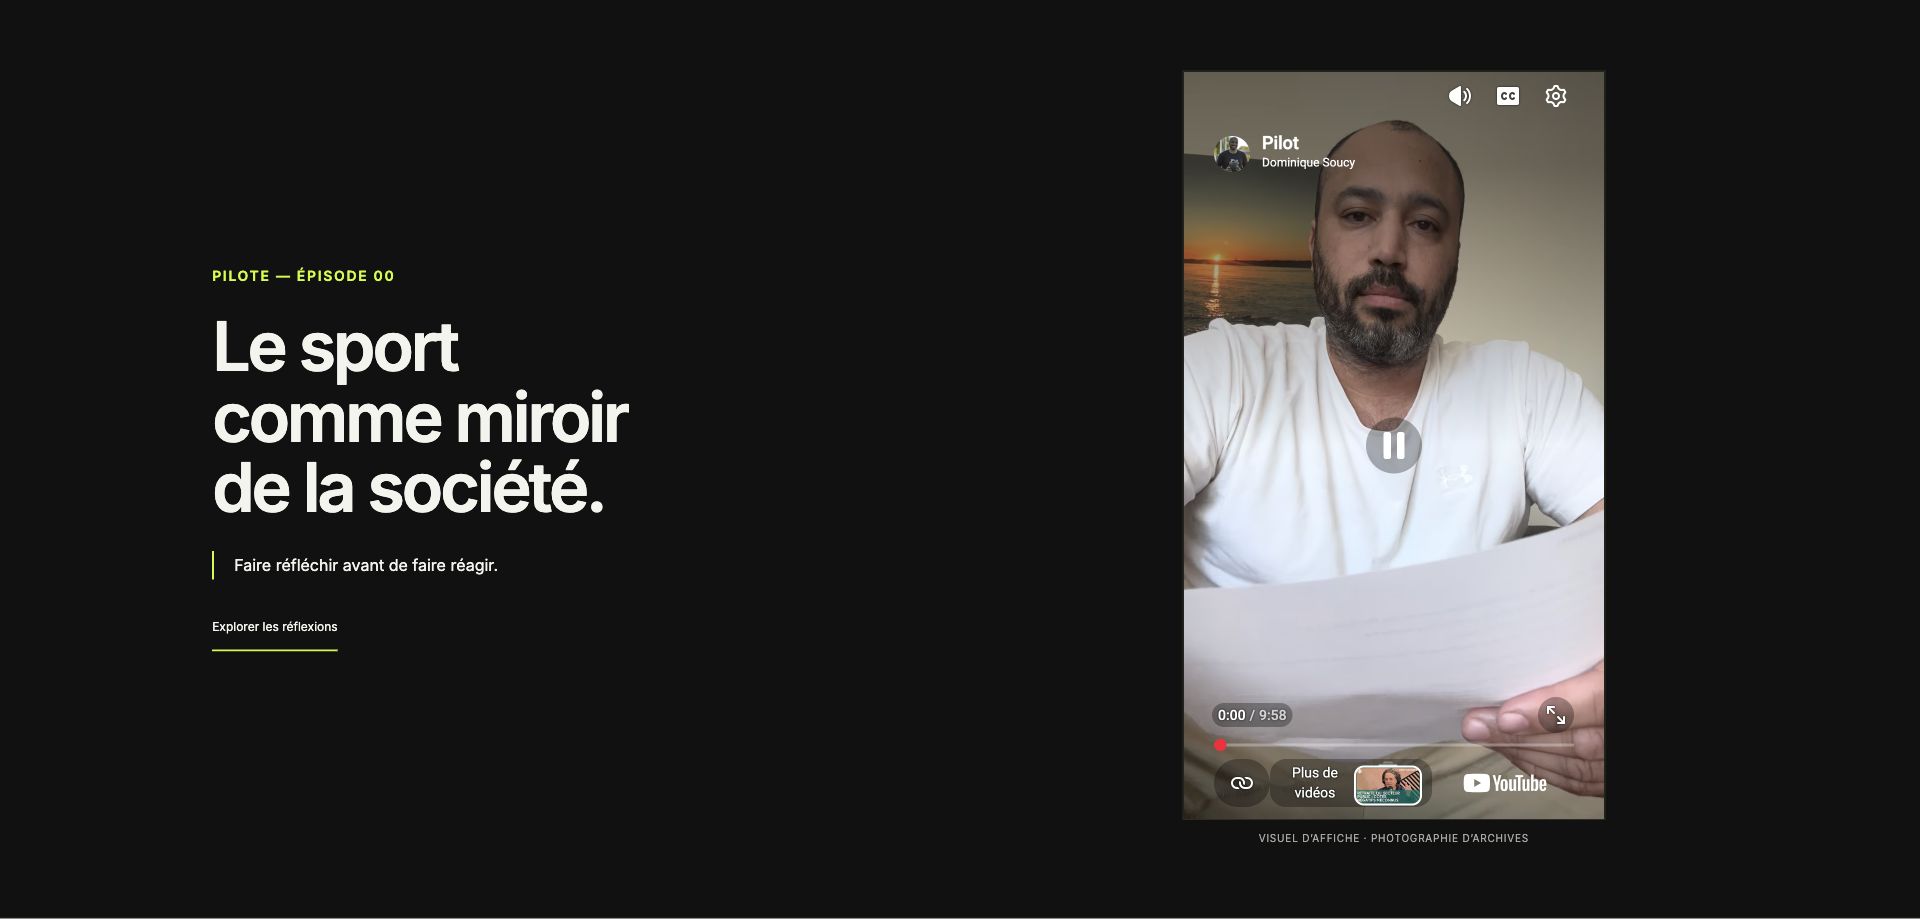 PILOTE — ÉPISODE 00
Le sport
comme miroir
de la société.
Faire réfléchir avant de faire réagir.
Explorer les réflexions
CC
Pilot
Dominique Soucy
0:00 / 9:58
Plus de
vidéos
YouTube
VISUEL D'AFFICHE · PHOTOGRAPHIE D'ARCHIVES